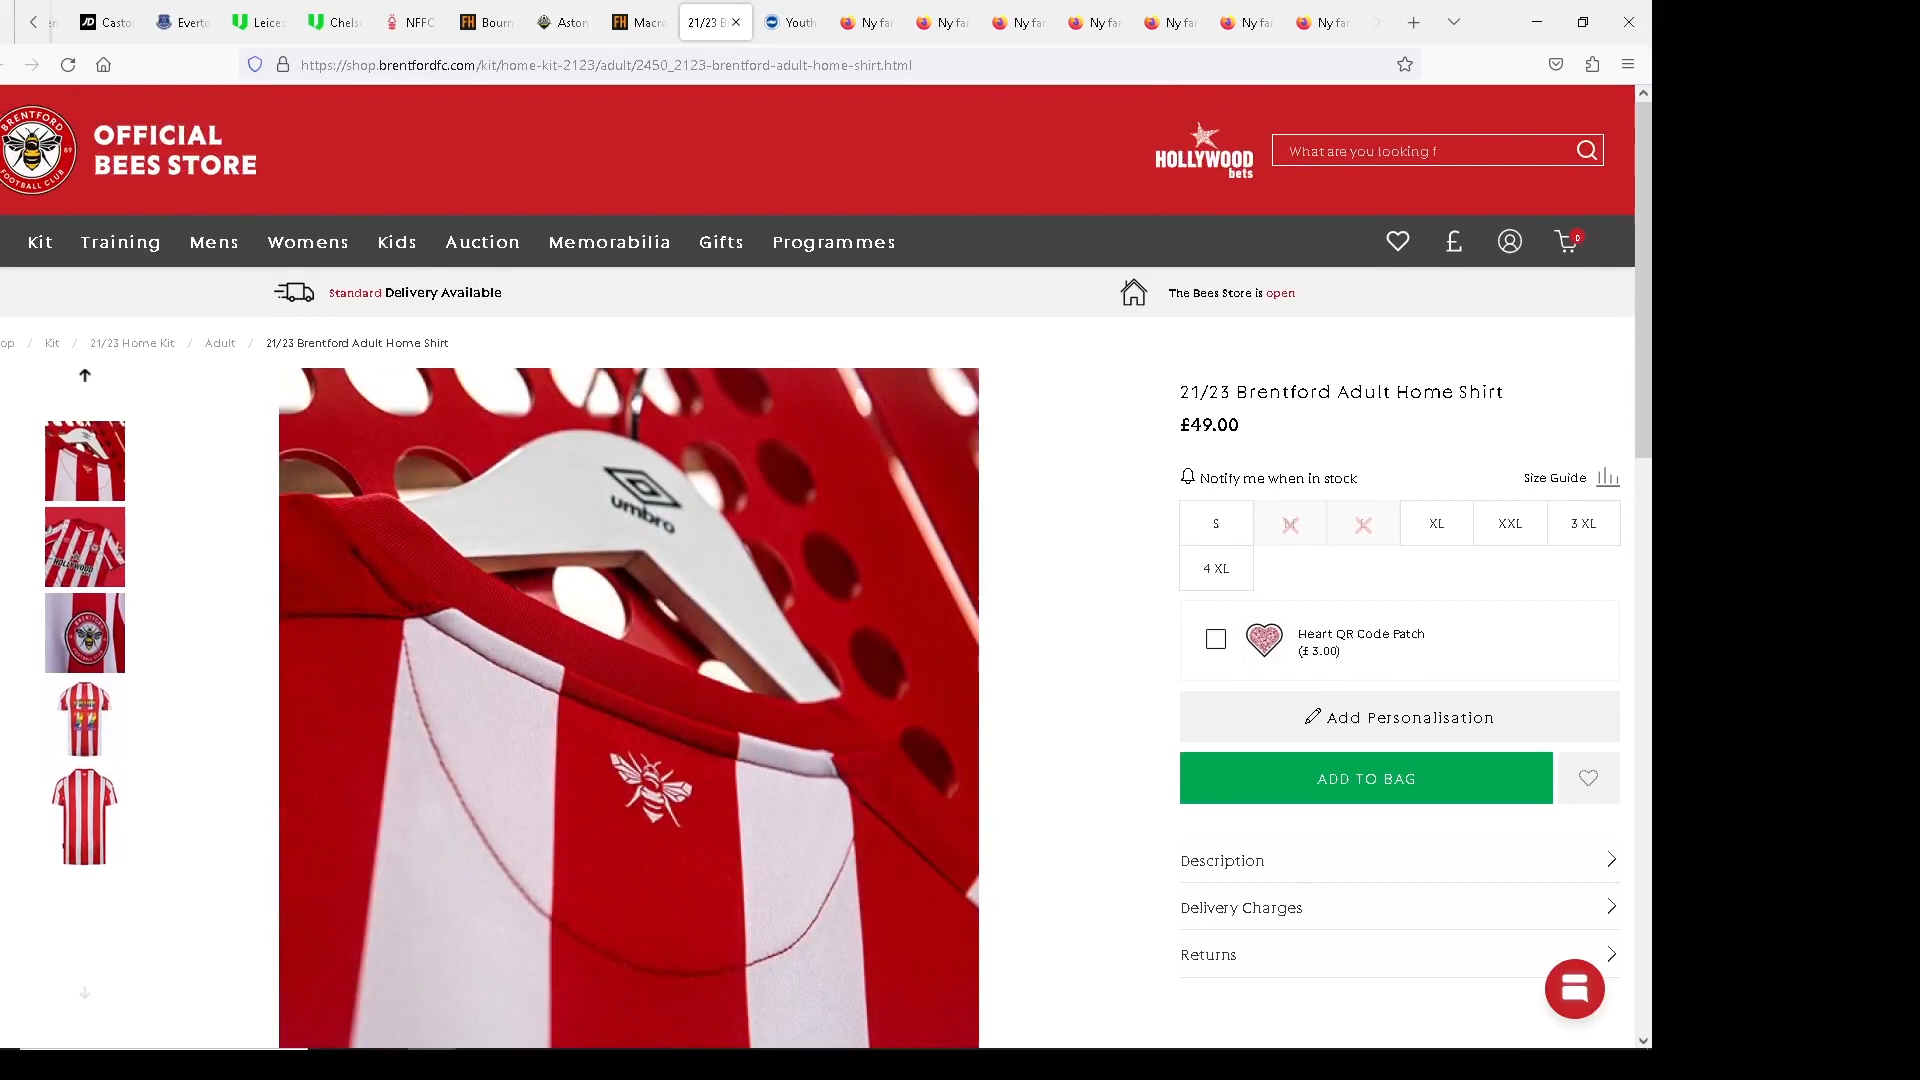 Casto
Everto
Leices
Chels
NFFC
Bourn
Aston
Macro
21/23 B
Youth
Ny far
Ny far
Ny far
Ny far
Ny far
Ny far
Ny far
https://shop.brentfordfc.com/kit/home-kit-2123/adult/2450_2123-brentford-adult-home-shirt.html
BRENTFORD
FOOTBALL CLUB
OFFICIAL
BEES STORE
HOLLYWOOD
bets
What are you looking f
Kit Training Mens Womens Kids Auction Memorabilia Gifts Programmes
£
0
Standard Delivery Available
The Bees Store is open
op / Kit / 21/23 Home Kit / Adult / 21/23 Brentford Adult Home Shirt
umbro
21/23 Brentford Adult Home Shirt
£49.00
Notify me when in stock
Size Guide
S M L XL XXL 3 XL
4 XL
Heart QR Code Patch
(£ 3.00)
Add Personalisation
ADD TO BAG
Description
Delivery Charges
Returns